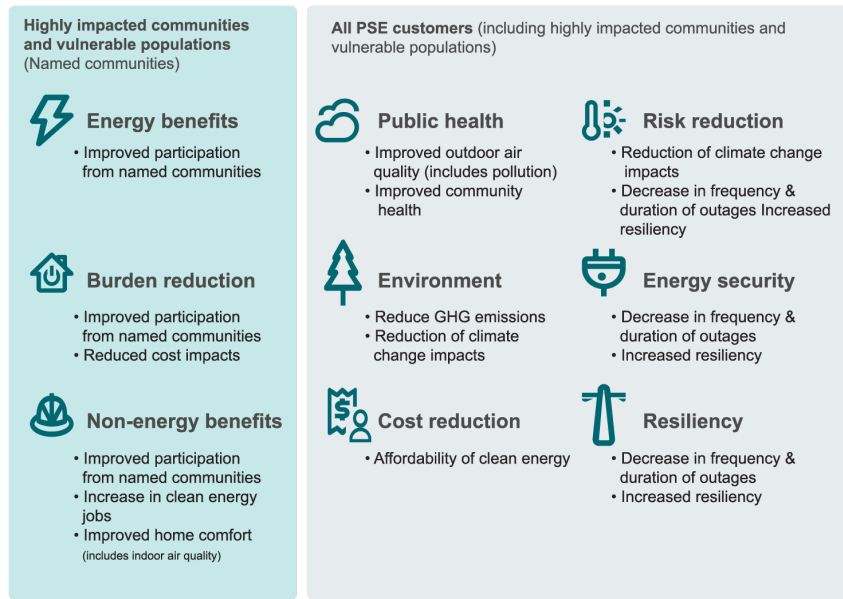 Highly impacted communities
and vulnerable populations
(Named communities)
Energy benefits
• Improved participation
from named communities
Burden reduction
• Improved participation
from named communities
• Reduced cost impacts
Non-energy benefits
• Improved participation
from named communities
• Increase in clean energy
jobs
• Improved home comfort
(includes indoor air quality)
All PSE customers (including highly impacted communities and
vulnerable populations)
Public health
• Improved outdoor air
quality (includes pollution)
• Improved community
health
Environment
• Reduce GHG emissions
• Reduction of climate
change impacts
$
Cost reduction
• Affordability of clean energy
Risk reduction
• Reduction of climate change
impacts
• Decrease in frequency &
duration of outages Increased
resiliency
Energy security
• Decrease in frequency &
duration of outages
• Increased resiliency
Resiliency
• Decrease in frequency &
duration of outages
• Increased resiliency